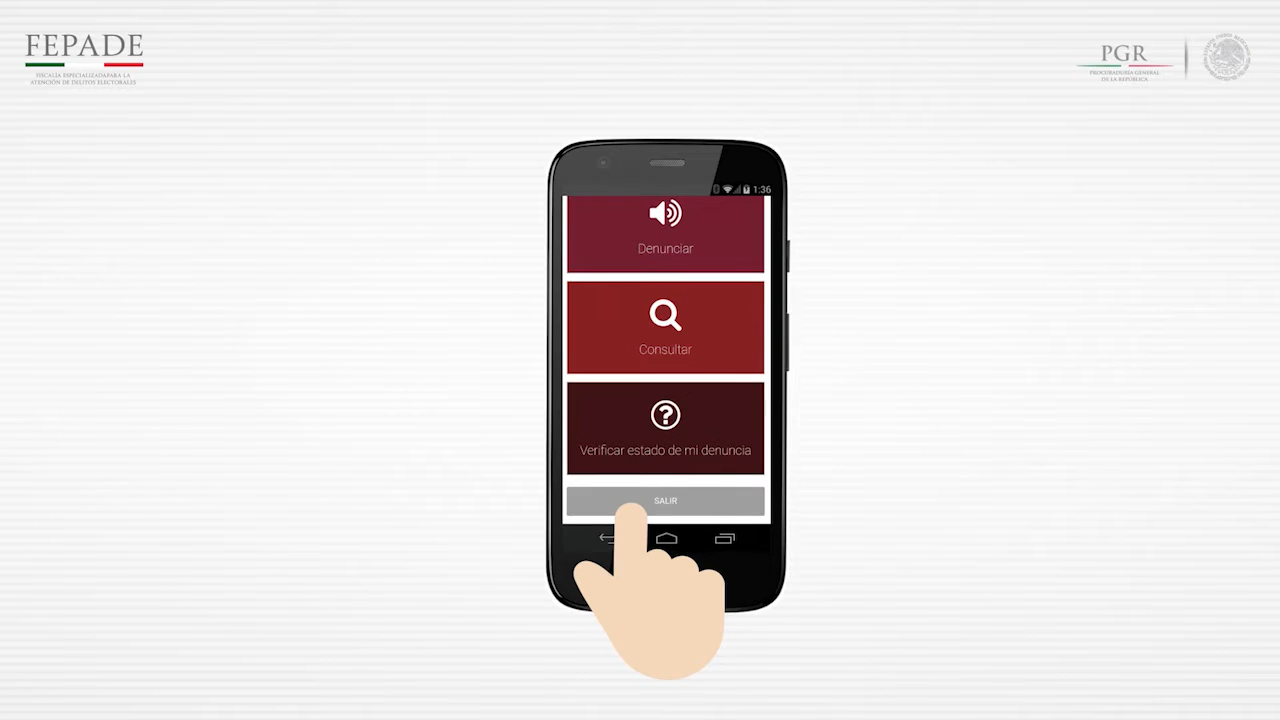 FEPADE
FISCALÍA ESPECIALIZADA PARA LA
ATENCIÓN DE DELITOS ELECTORALES
PGR
PROCURADURÍA GENERAL
DE LA REPÚBLICA
1:36
Denunciar
Consultar
Verificar estado de mi denuncia
SALIR